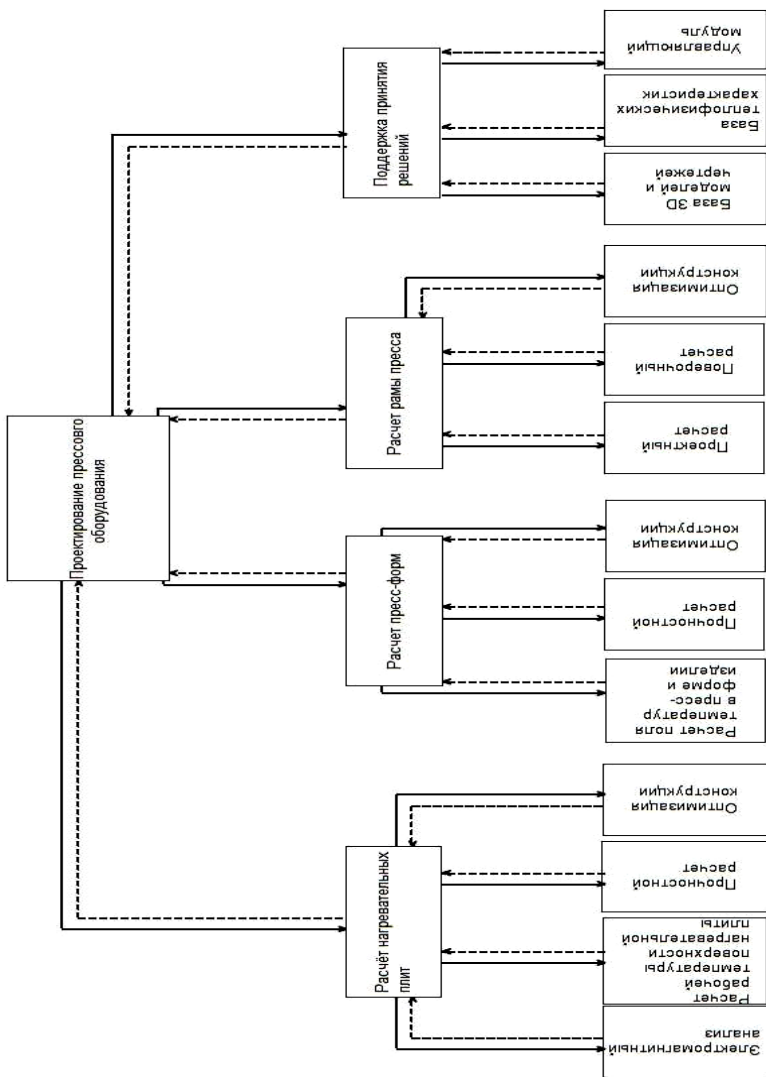 Проектирование прессовго
оборудования
Расчёт нагревательных
плит
Расчет пресс-форм
Расчет рамы пресса
Поддержка принятия
решений
Электромагнитный
анализ
Расчет
рабочей
температуры
поверхности
нагревательной
плиты
Прочностной
расчет
Оптимизация
конструкции
Расчет поля
температур
в пресс-
форме и
изделии
Прочностной
расчет
Оптимизация
конструкции
Проектный
расчет
Поверочный
расчет
Оптимизация
конструкции
База 3D
моделей и
чертежей
База
теплофизических
характеристик
Управляющий
модуль